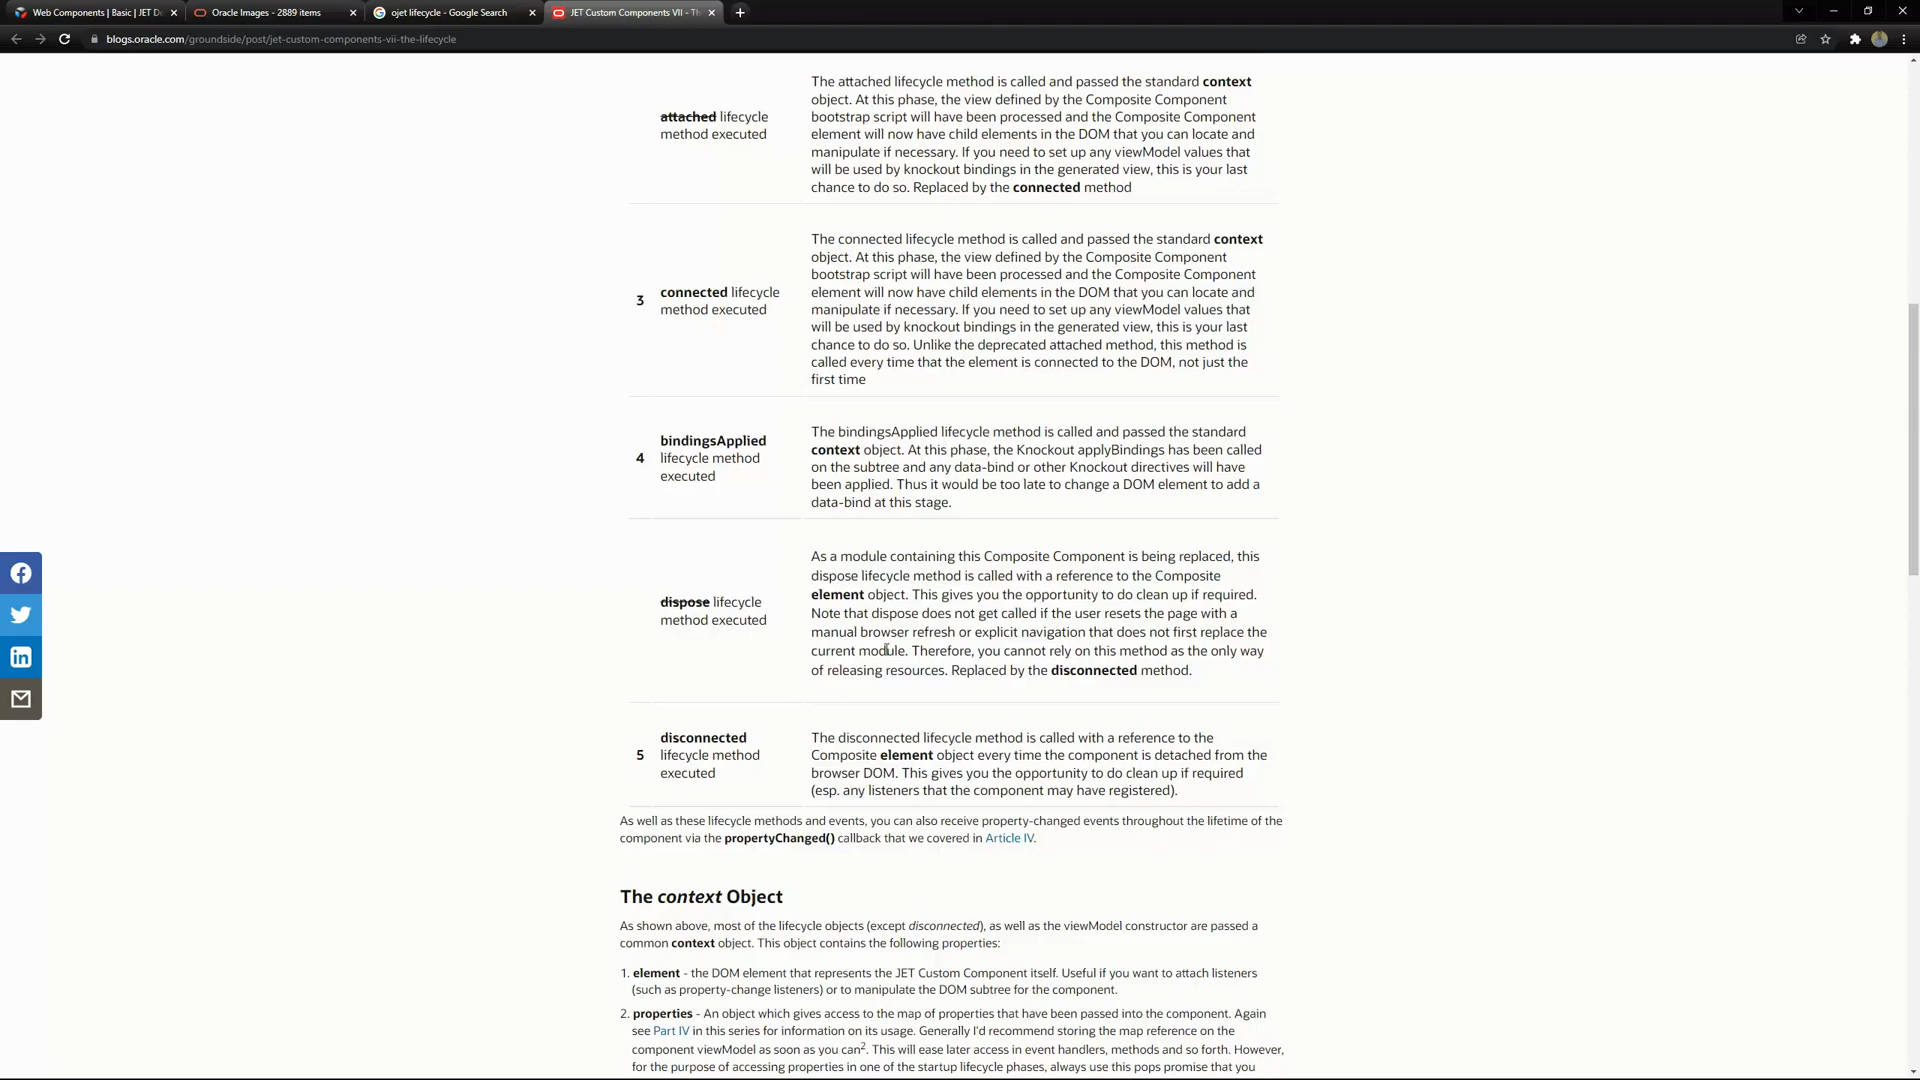 Web Components | Basic | JET D
Oracle Images - 2889 items
ojet lifecycle - Google Search
JET Custom Components VII - Th
blogs.oracle.com/groundside/post/jet-custom-components-vii-the-lifecycle
attached lifecycle
method executed
The attached lifecycle method is called and passed the standard context
object. At this phase, the view defined by the Composite Component
bootstrap script will have been processed and the Composite Component
element will now have child elements in the DOM that you can locate and
manipulate if necessary. If you need to set up any viewModel values that
will be used by knockout bindings in the generated view, this is your last
chance to do so. Replaced by the connected method
3
connected lifecycle
method executed
The connected lifecycle method is called and passed the standard context
object. At this phase, the view defined by the Composite Component
bootstrap script will have been processed and the Composite Component
element will now have child elements in the DOM that you can locate and
manipulate if necessary. If you need to set up any viewModel values that
will be used by knockout bindings in the generated view, this is your last
chance to do so. Unlike the deprecated attached method, this method is
called every time that the element is connected to the DOM, not just the
first time
4
bindingsApplied
lifecycle method
executed
The bindingsApplied lifecycle method is called and passed the standard
context object. At this phase, the Knockout applyBindings has been called
on the subtree and any data-bind or other Knockout directives will have
been applied. Thus it would be too late to change a DOM element to add a
data-bind at this stage.
dispose lifecycle
method executed
As a module containing this Composite Component is being replaced, this
dispose lifecycle method is called with a reference to the Composite
element object. This gives you the opportunity to do clean up if required.
Note that dispose does not get called if the user resets the page with a
manual browser refresh or explicit navigation that does not first replace the
current module. Therefore, you cannot rely on this method as the only way
of releasing resources. Replaced by the disconnected method.
5
disconnected
lifecycle method
executed
The disconnected lifecycle method is called with a reference to the
Composite element object every time the component is detached from the
browser DOM. This gives you the opportunity to do clean up if required
(esp. any listeners that the component may have registered).
As well as these lifecycle methods and events, you can also receive property-changed events throughout the lifetime of the
component via the propertyChanged() callback that we covered in Article IV.
The context Object
As shown above, most of the lifecycle objects (except disconnected), as well as the viewModel constructor are passed a
common context object. This object contains the following properties:
1. element - the DOM element that represents the JET Custom Component itself. Useful if you want to attach listeners
(such as property-change listeners) or to manipulate the DOM subtree for the component.
2. properties - An object which gives access to the map of properties that have been passed into the component. Again
see Part IV in this series for information on its usage. Generally I'd recommend storing the map reference on the
component viewModel as soon as you can2. This will ease later access in event handlers, methods and so forth. However,
for the purpose of accessing properties in one of the startup lifecycle phases, always use this pops promise that you